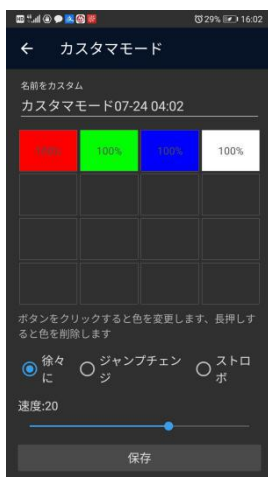 29% 16:02
← カスタマモード
名前をカスタム
カスタマモード07-24 04:02
100% 100% 100% 100%
ボタンをクリックすると色を変更します、長押しす
ると色を削除します
徐々 ジャンプチェン ストロ
に ジ ボ
速度:20
保存